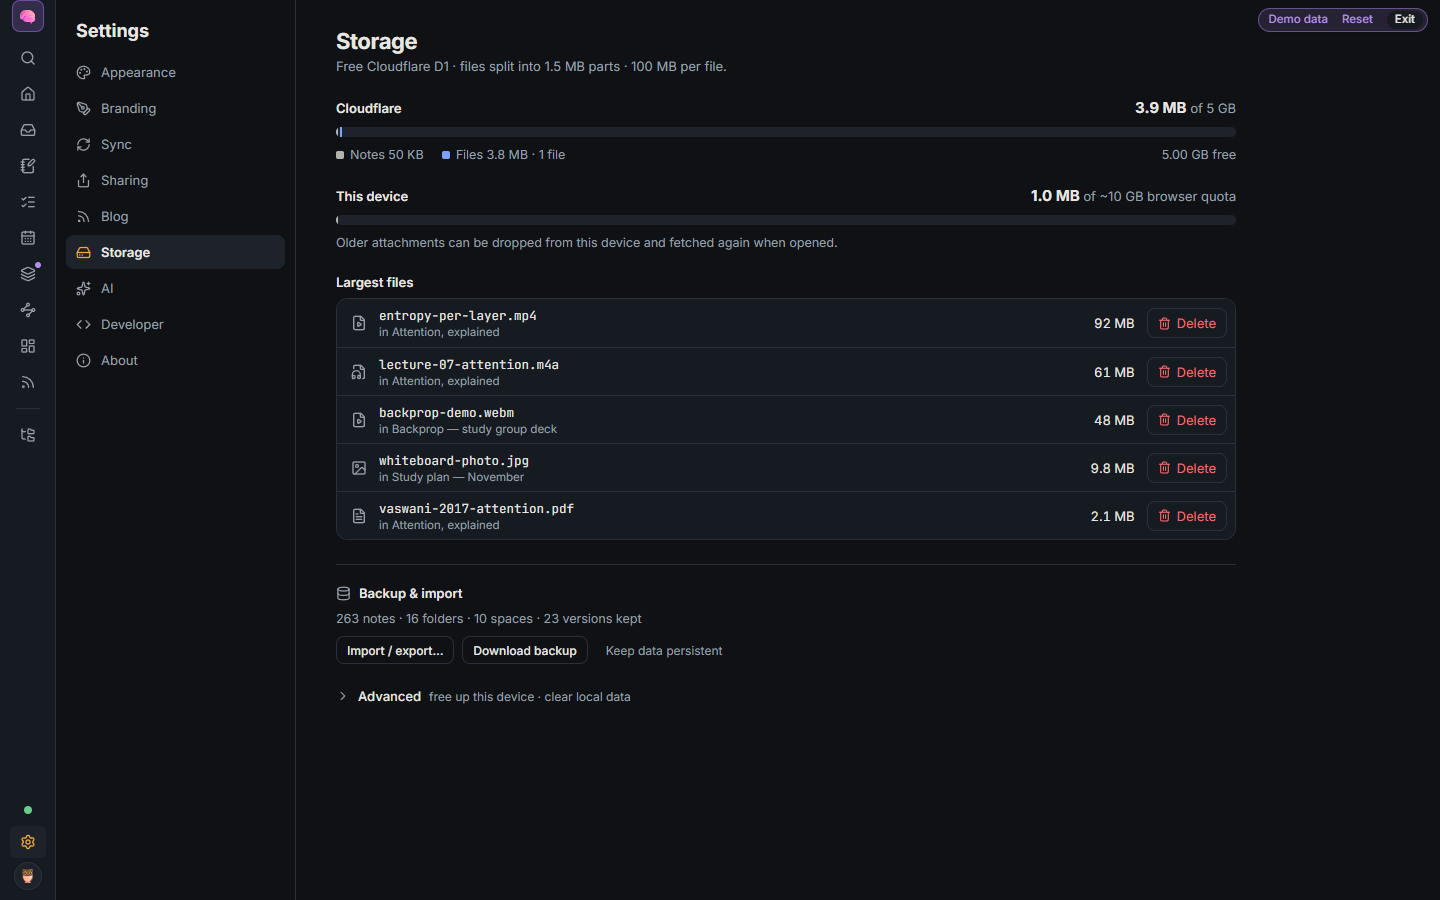 Demo data Reset Exit
Settings
Appearance
Branding
Sync
Sharing
Blog
Storage
AI
Developer
About
Storage
Free Cloudflare D1 · files split into 1.5 MB parts · 100 MB per file.
Cloudflare 3.9 MB of 5 GB
Notes 50 KB Files 3.8 MB · 1 file 5.00 GB free
This device 1.0 MB of ~10 GB browser quota
Older attachments can be dropped from this device and fetched again when opened.
Largest files
entropy-per-layer.mp4
in Attention, explained
92 MB Delete
lecture-07-attention.m4a
in Attention, explained
61 MB Delete
backprop-demo.webm
in Backprop — study group deck
48 MB Delete
whiteboard-photo.jpg
in Study plan — November
9.8 MB Delete
vaswani-2017-attention.pdf
in Attention, explained
2.1 MB Delete
Backup & import
263 notes · 16 folders · 10 spaces · 23 versions kept
Import / export... Download backup Keep data persistent
Advanced free up this device · clear local data